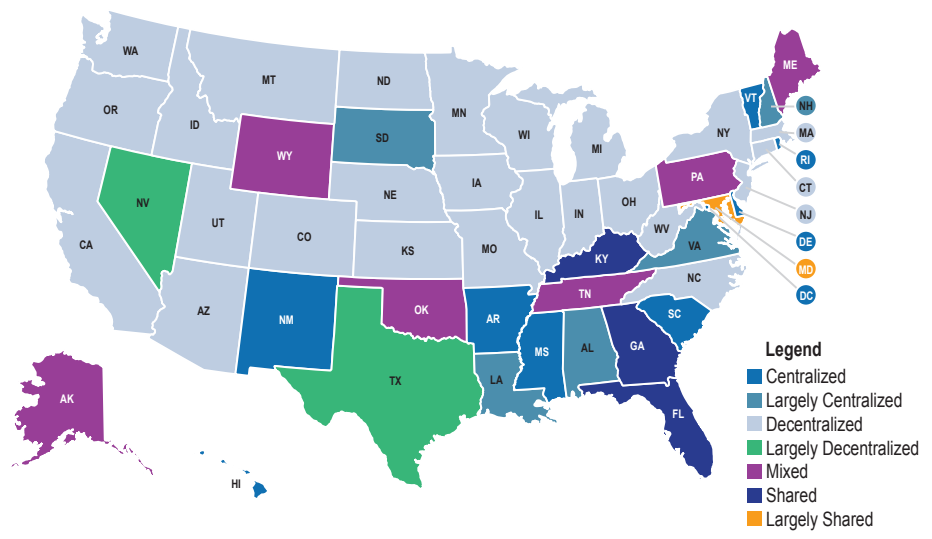 WA
OR
CA
ID
NV
UT
AZ
MT
WY
CO
NM
ND
SD
NE
KS
OK
TX
MN
IA
MO
AR
LA
WI
IL
MS
MI
IN
KY
TN
AL
OH
WV
GA
FL
PA
NY
VA
NC
SC
VT
ME
NH
MA
RI
CT
NJ
DE
MD
DC
AK
HI
Legend
Centralized
Largely Centralized
Decentralized
Largely Decentralized
Mixed
Shared
Largely Shared